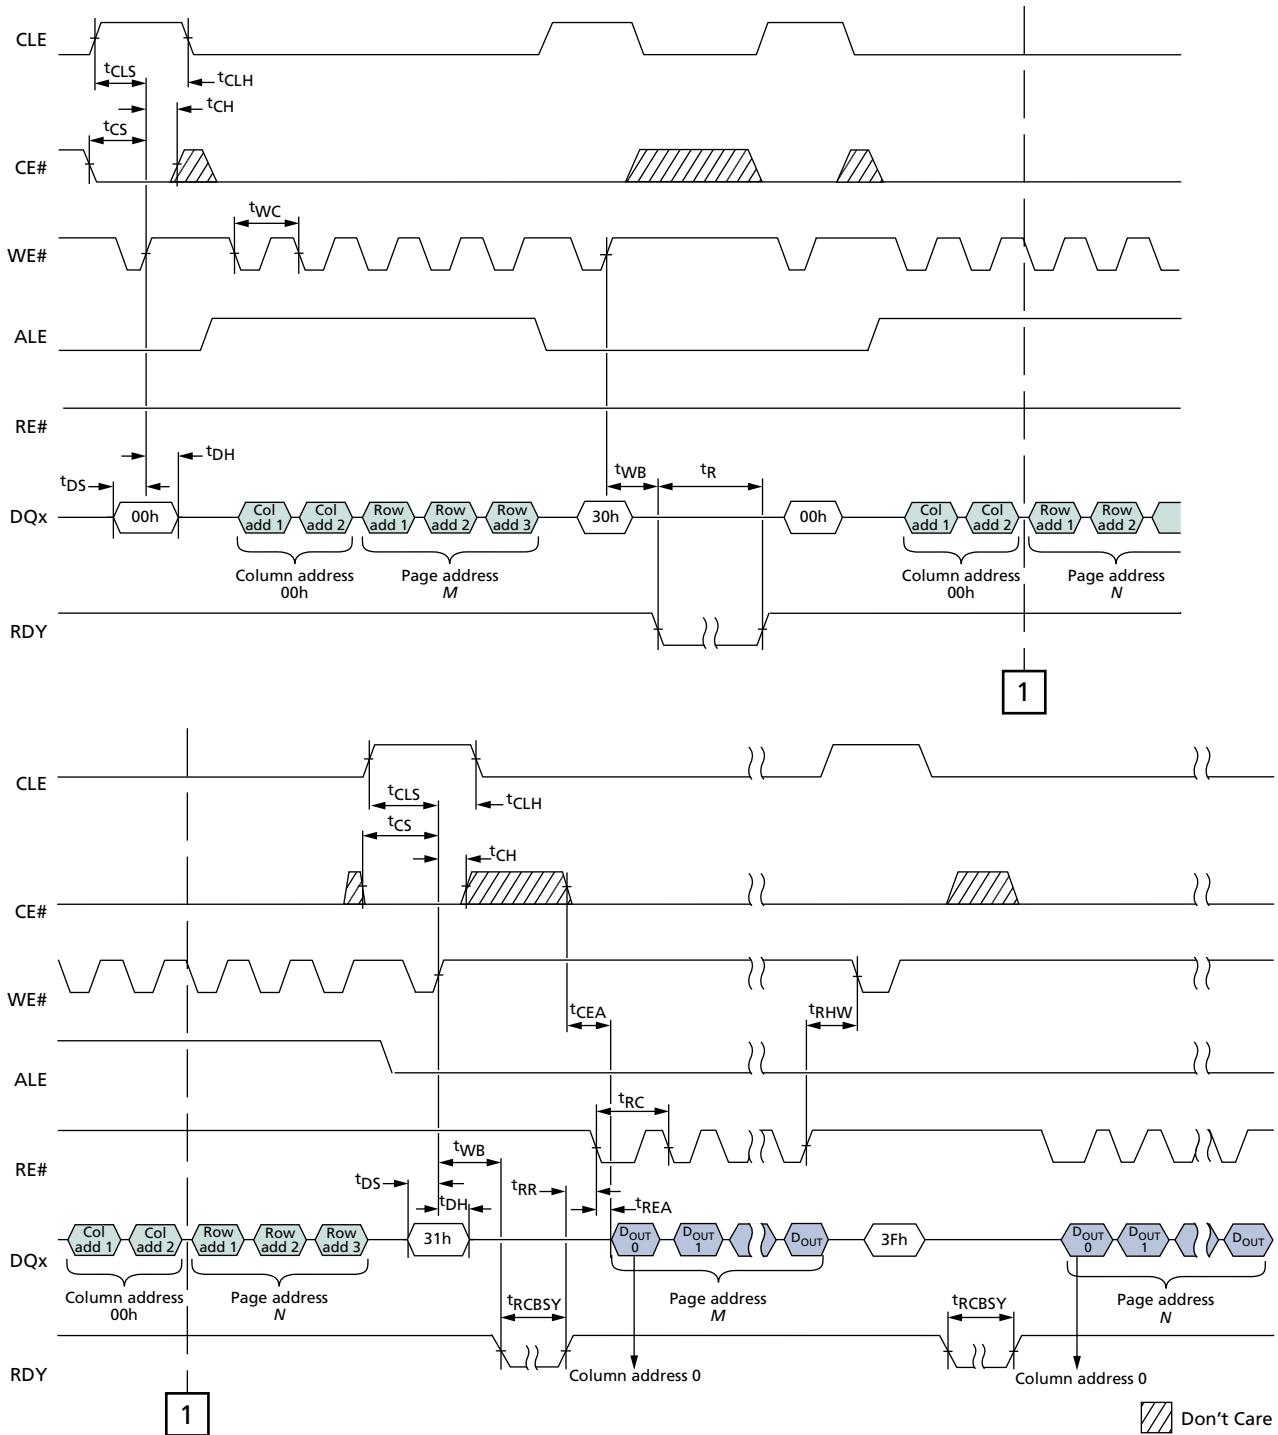 CLE
tCLS
tCLH
tCH
tCS
CE#
tWC
WE#
ALE
RE#
tDH
tDS
tWB
tR
DQx
00h
Col add 1
Col add 2
Row add 1
Row add 2
Row add 3
30h
00h
Col add 1
Col add 2
Row add 1
Row add 2
Column address
00h
Page address
M
Column address
00h
Page address
N
RDY
1
CLE
tCLS
tCLH
tCS
tCH
CE#
WE#
tCEA
tRHW
ALE
tRC
RE#
tWB
tDS
tDH
tRR
tREA
DQx
Col add 1
Col add 2
Row add 1
Row add 2
Row add 3
31h
DOUT 0
DOUT 1
DOUT
3Fh
DOUT 0
DOUT 1
DOUT
Column address
00h
Page address
N
tRCBSY
Page address
M
tRCBSY
Page address
N
RDY
Column address 0
Column address 0
1
Don't Care